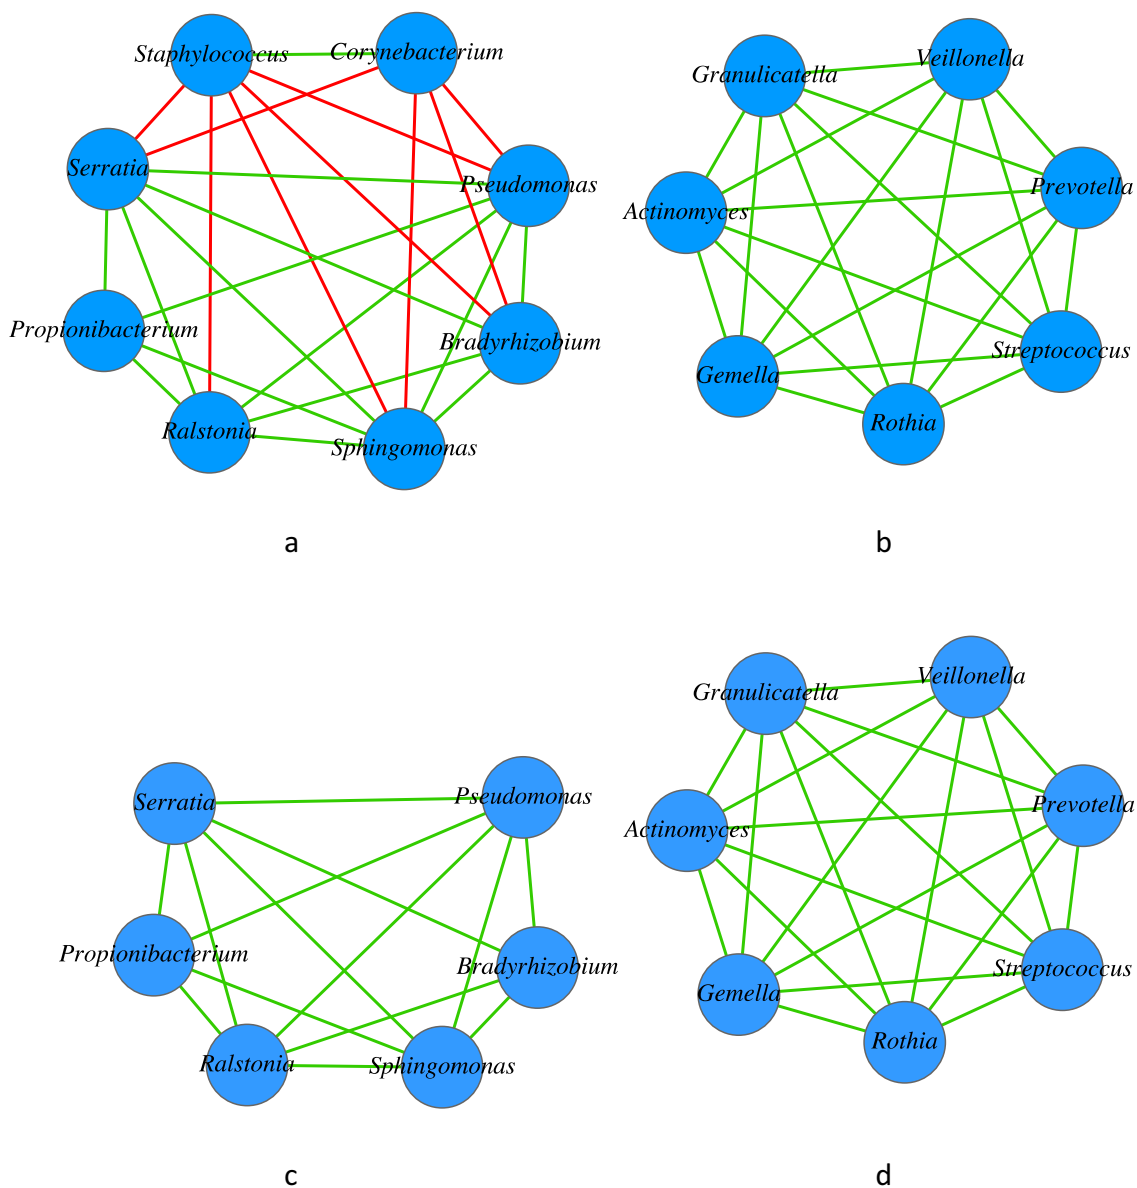 Staphylococcus
Corynebacterium
Serratia
Pseudomonas
Propionibacterium
Bradyrhizobium
Ralstonia
Sphingomonas
a
Granulicatella
Veillonella
Prevotella
Actinomyces
Streptococcus
Gemella
Rothia
b
Serratia
Pseudomonas
Propionibacterium
Bradyrhizobium
Ralstonia
Sphingomonas
c
Granulicatella
Veillonella
Prevotella
Actinomyces
Streptococcus
Gemella
Rothia
d